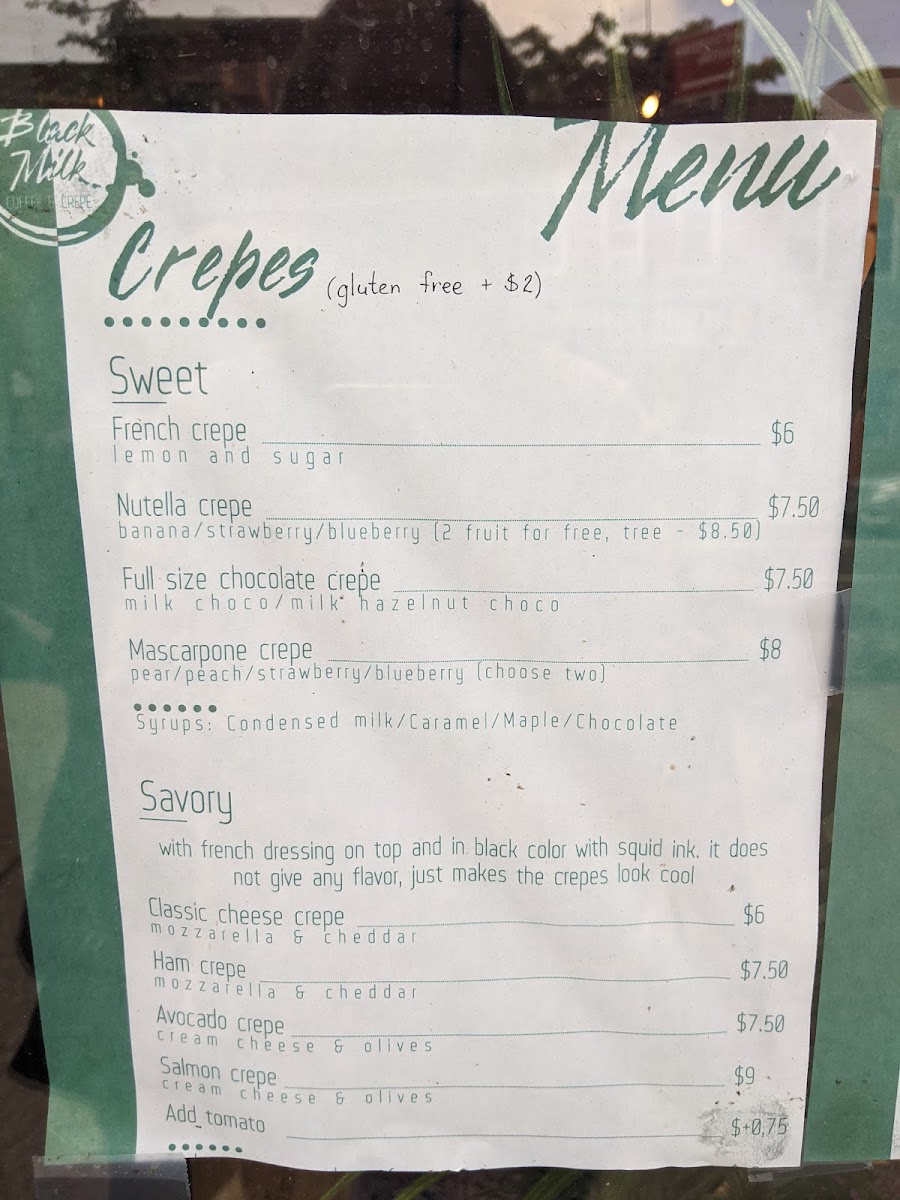 Black
Milk
COFFEE & CREPE
Menu
Crepes (gluten free + $2)
Sweet
French crepe $6
lemon and sugar
Nutella crepe $7.50
banana/strawberry/blueberry (2 fruit for free, tree - $8.50)
Full size chocolate crepe $7.50
milk choco/milk hazelnut choco
Mascarpone crepe $8
pear/peach/strawberry/blueberry (choose two)
Syrups: Condensed milk/Caramel/Maple/Chocolate
Savory
with french dressing on top and in black color with squid ink. it does
not give any flavor, just makes the crepes look cool
Classic cheese crepe $6
mozzarella & cheddar
Ham crepe $7.50
mozzarella & cheddar
Avocado crepe $7.50
cream cheese & olives
Salmon crepe $9
cream cheese & olives
Add tomato $+0,75